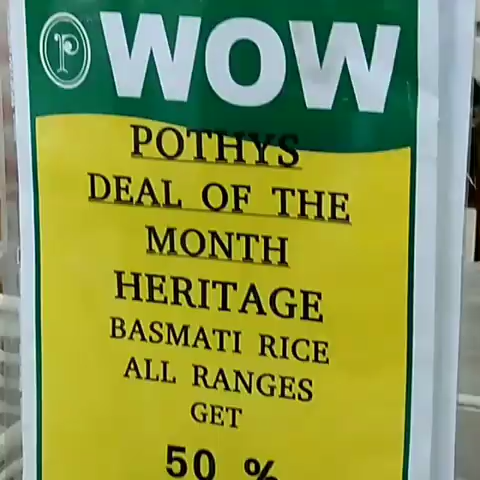 P WOW
POTHYS
DEAL OF THE
MONTH
HERITAGE
BASMATI RICE
ALL RANGES
GET
50 %